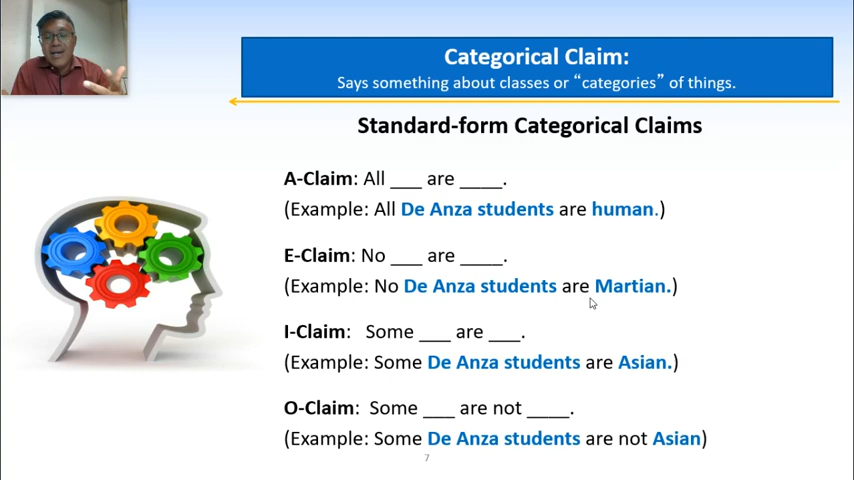 Categorical Claim:
Says something about classes or “categories” of things.
Standard-form Categorical Claims
A-Claim: All ___ are ____.
(Example: All De Anza students are human.)
E-Claim: No ___ are ____.
(Example: No De Anza students are Martian.)
I-Claim: Some ___ are ___.
(Example: Some De Anza students are Asian.)
O-Claim: Some ___ are not ____.
(Example: Some De Anza students are not Asian)
7